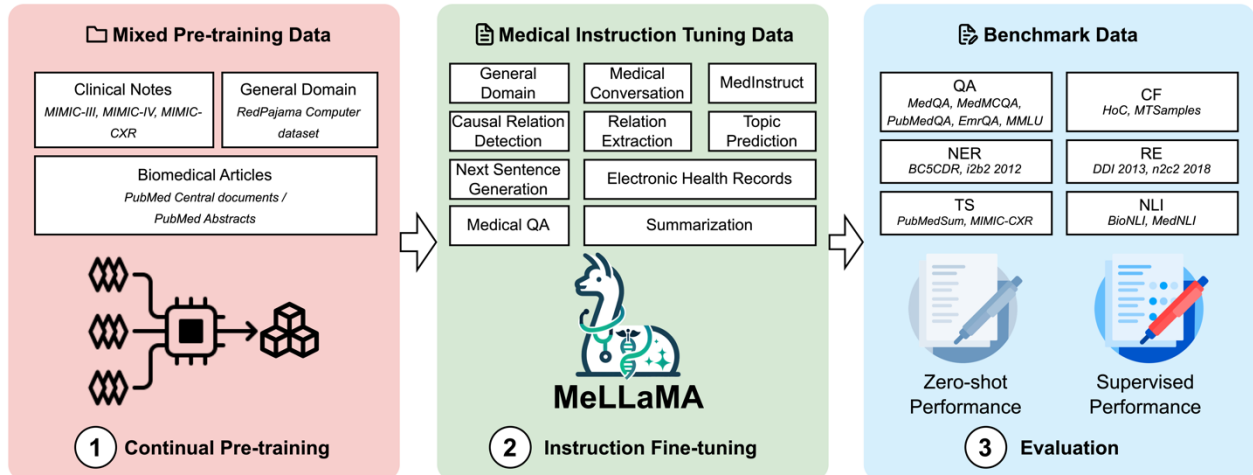 Mixed Pre-training Data
Clinical Notes
MIMIC-III, MIMIC-IV, MIMIC-
CXR
General Domain
RedPajama Computer
dataset
Biomedical Articles
PubMed Central documents /
PubMed Abstracts
1 Continual Pre-training
Medical Instruction Tuning Data
General
Domain
Medical
Conversation
MedInstruct
Causal Relation
Detection
Relation
Extraction
Topic
Prediction
Next Sentence
Generation
Electronic Health Records
Medical QA
Summarization
MeLLaMA
2 Instruction Fine-tuning
Benchmark Data
QA
MedQA, MedMCQA,
PubMedQA, EmrQA, MMLU
CF
HoC, MTSamples
NER
BC5CDR, i2b2 2012
RE
DDI 2013, n2c2 2018
TS
PubMedSum, MIMIC-CXR
NLI
BioNLI, MedNLI
Zero-shot
Performance
Supervised
Performance
3 Evaluation